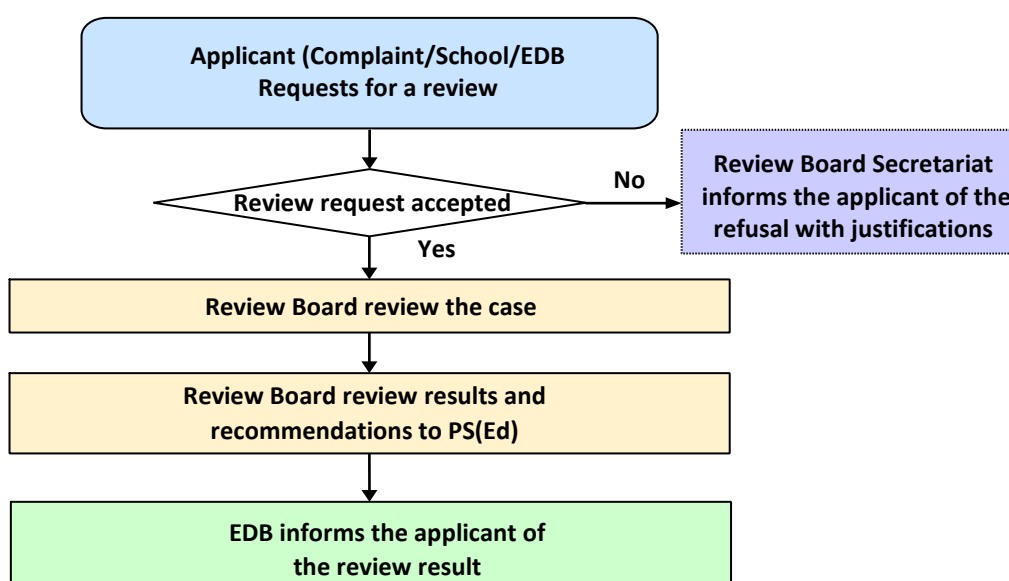 Applicant (Complaint/School/EDB
Requests for a review
Review request accepted
No
Review Board Secretariat
informs the applicant of the
refusal with justifications
Yes
Review Board review the case
Review Board review results and
recommendations to PS(Ed)
EDB informs the applicant of
the review result